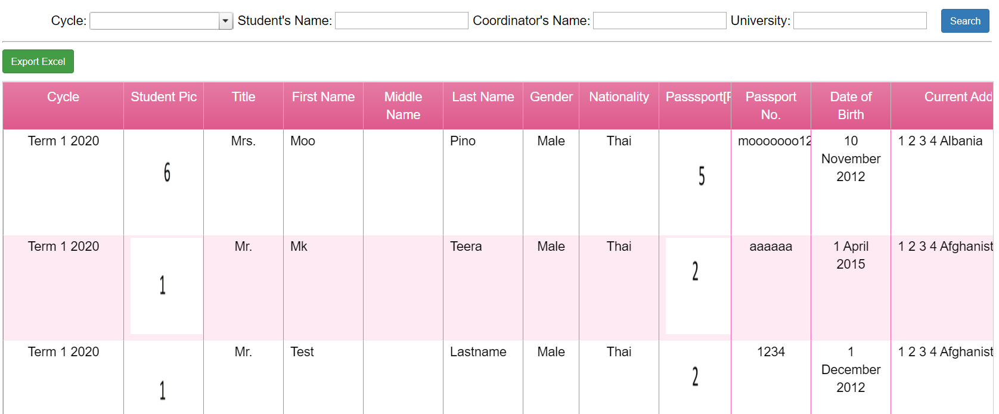 Cycle: Student's Name: Coordinator's Name: University: Search
Export Excel
Cycle Student Pic Title First Name Middle Name Last Name Gender Nationality Passsport[F Passport No. Date of Birth Current Add
Term 1 2020 6 Mrs. Moo Pino Male Thai 5 mooooooo12 10 November 2012 1 2 3 4 Albania
Term 1 2020 1 Mr. Mk Teera Male Thai 2 aaaaaa 1 April 2015 1 2 3 4 Afghanist
Term 1 2020 1 Mr. Test Lastname Male Thai 2 1234 1 December 2012 1 2 3 4 Afghanist